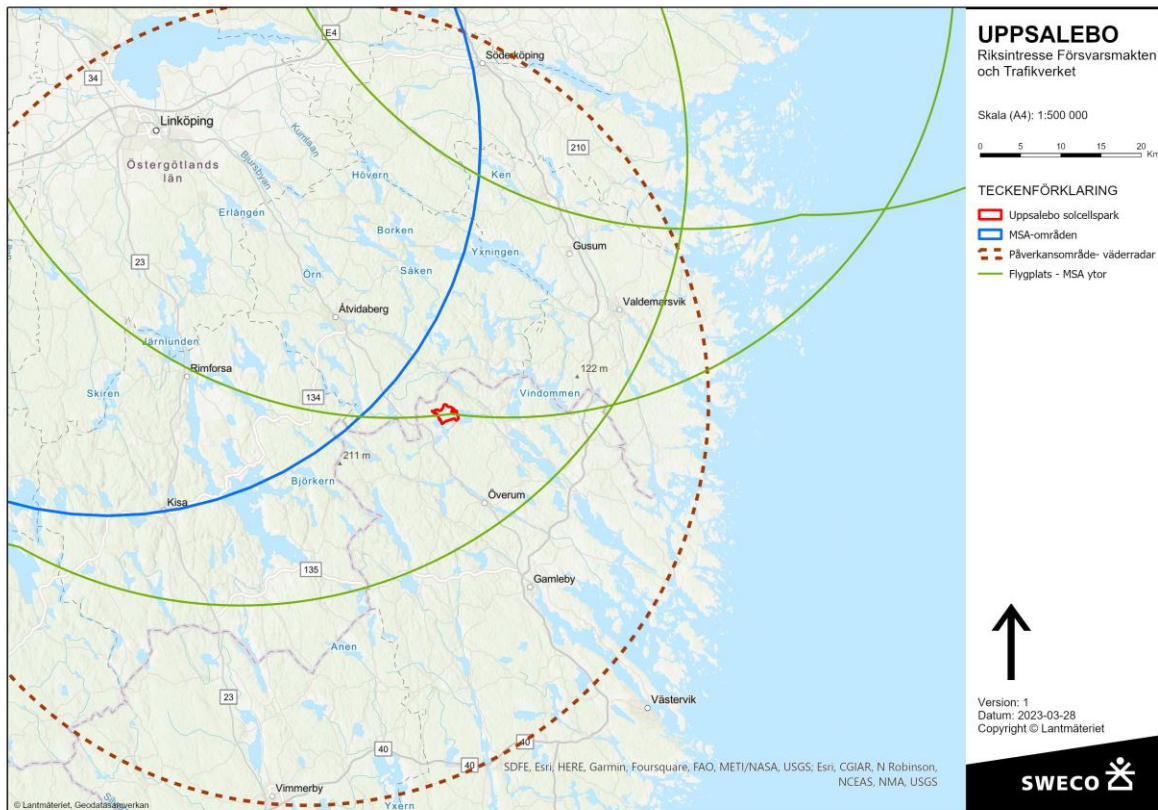 E4
34
Söderköping
Linköping
Kumlaån
210
Östergötlands
län
Bjursbyån
Ken
Hövern
Erlången
Borken
Yxningen
Gusum
23
Såken
Örn
Åtvidaberg
Valdemarsvik
Järnlunden
Rimforsa
122 m
Skiren
134
Vindommen
211 m
Björkern
Kisa
Överum
135
Gamleby
Anen
23
Västervik
40
40
40
Vimmerby
Yxern
SDFE, Esri, HERE, Garmin, Foursquare, FAO, METI/NASA, USGS; Esri, CGIAR, N Robinson,
NCEAS, NMA, USGS
© Lantmäteriet, Geodatasamverkan
UPPSALEBO
Riksintresse Försvarsmakten
och Trafikverket
Skala (A4): 1:500 000
0 5 10 15 20
Km
TECKENFÖRKLARING
Uppsalebo solcellspark
MSA-områden
Påverkansområde- väderradar
Flygplats - MSA ytor
Version: 1
Datum: 2023-03-28
Copyright © Lantmäteriet
SWECO